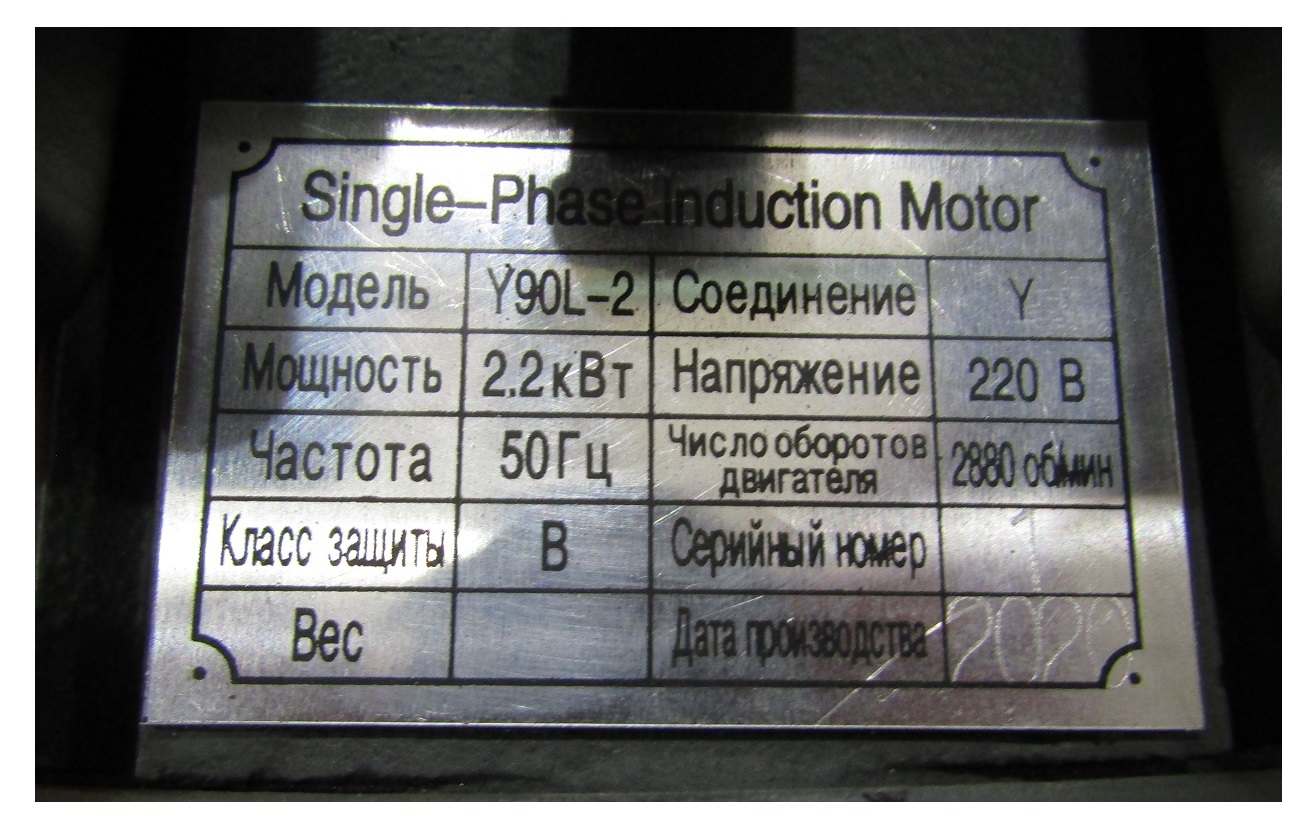 Single-Phase Induction Motor
Модель Y90L-2 Соединение Y
Мощность 2.2кВт Напряжение 220 В
Частота 50Гц Число оборотов двигателя 2880 об/мин
Класс защиты В Серийный номер 1
Вес Дата производства 2020